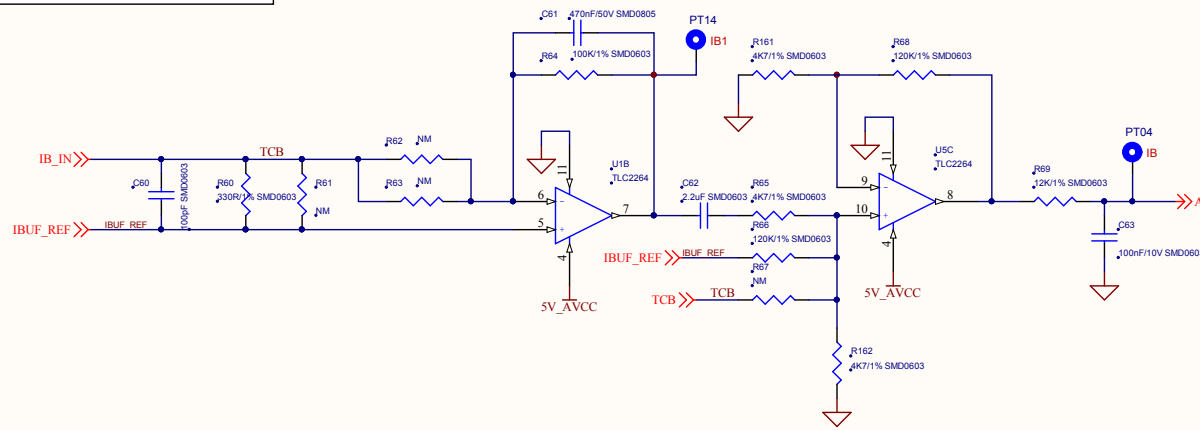 C61 470nF/50V SMD0805
R64
100K/1% SMD0603
PT14
IB1
R161
4K7/1% SMD0603
R68
120K/1% SMD0603
IB_IN
TCB
R62 NM
R63 NM
C60
100pF SMD0603
R60
330R/1% SMD0603
R61
NM
IBUF_REF
IBUF_REF
11
6
5
7
4
U1B
TLC2264
5V_AVCC
C62
2.2uF SMD0603
R65
4K7/1% SMD0603
R66
120K/1% SMD0603
IBUF_REF
IBUF_REF
R67
NM
TCB
TCB
11
9
10
8
4
U5C
TLC2264
5V_AVCC
R162
4K7/1% SMD0603
R69
12K/1% SMD0603
PT04
IB
C63
100nF/10V SMD0603
A